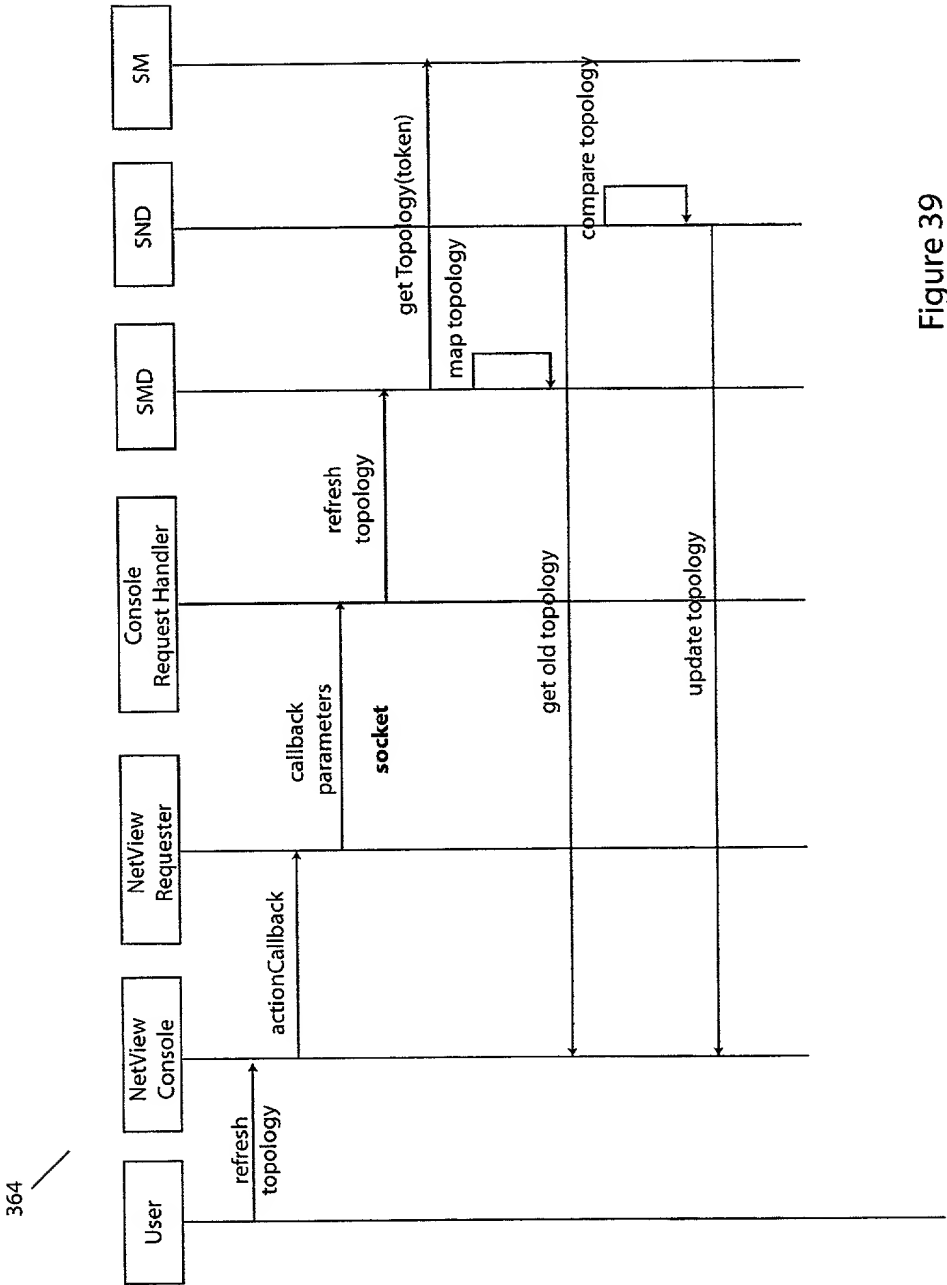 364
User
NetView
Console
NetView
Requester
Console
Request Handler
SMD
SND
SM
refresh
topology
actionCallback
callback
parameters
socket
refresh
topology
get Topology(token)
map topology
get old topology
compare topology
update topology
Figure 39